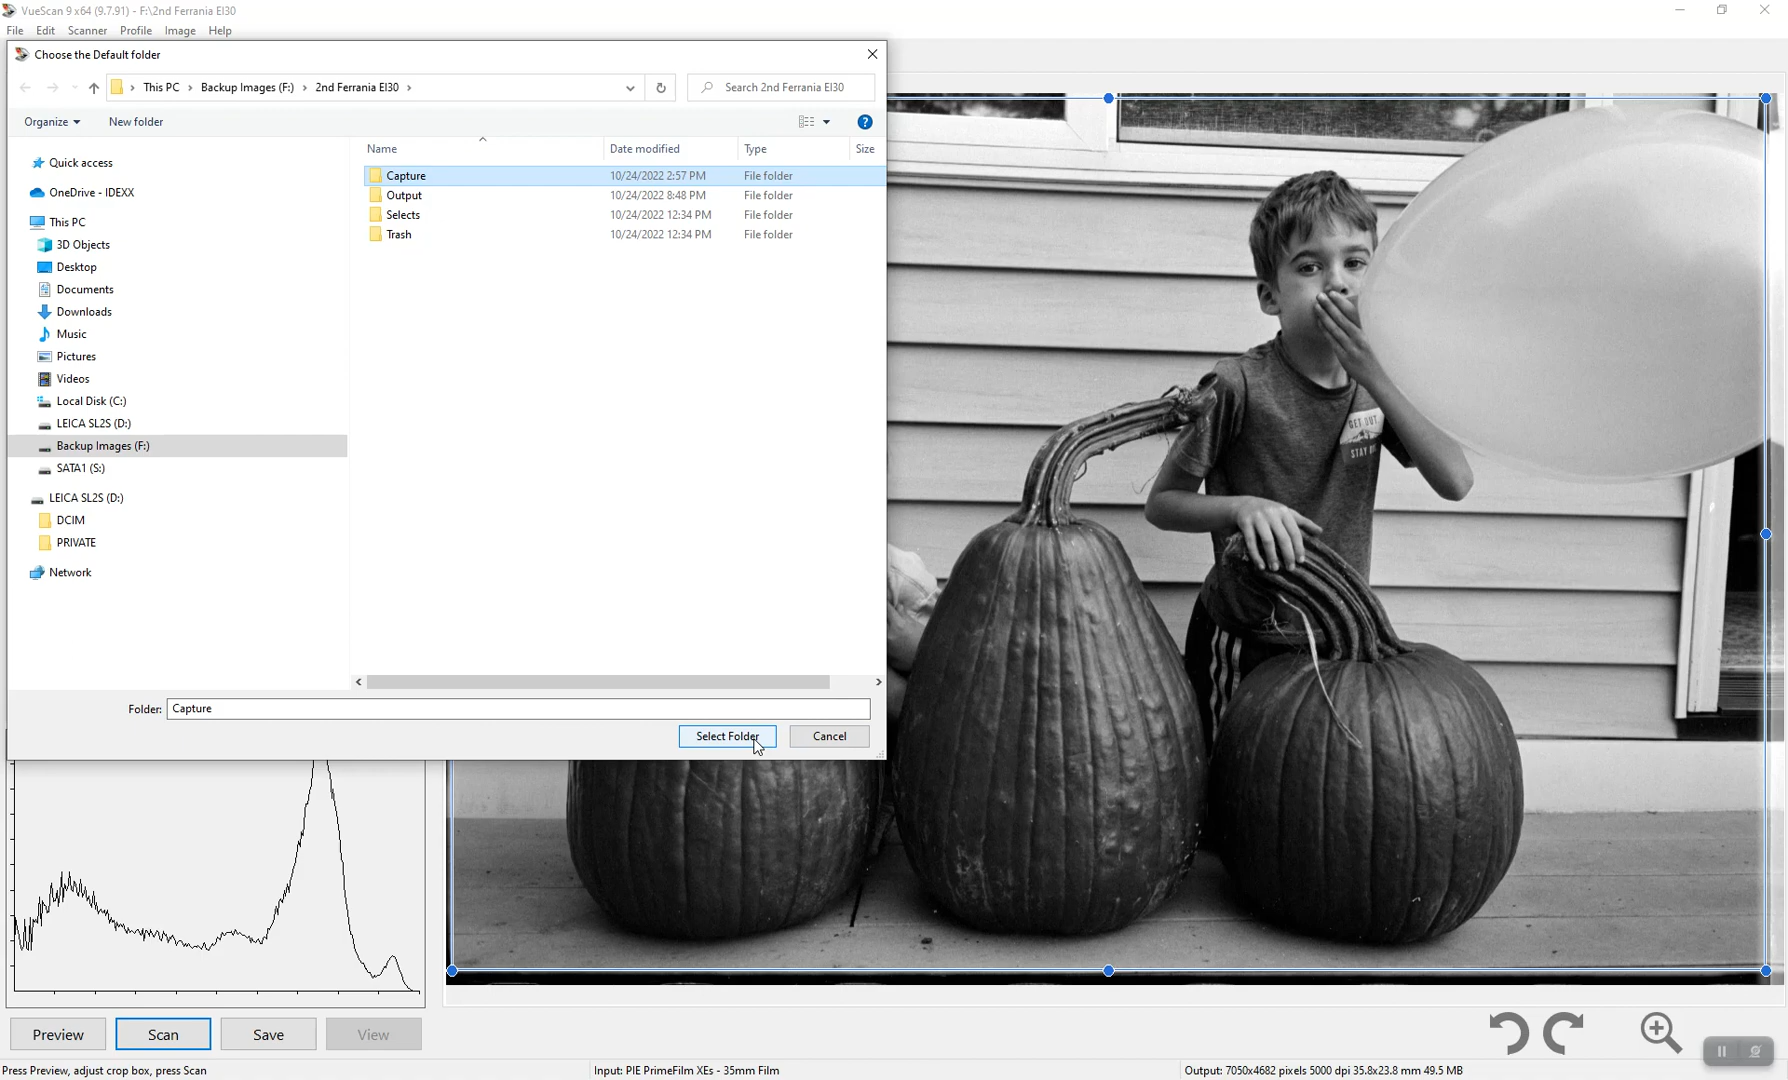 VueScan 9 x64 (9.7.91) - F:\2nd Ferrania EI30
File Edit Scanner Profile Image Help
Choose the Default folder
This PC > Backup Images (F:) > 2nd Ferrania EI30 >
Search 2nd Ferrania EI30
Organize New folder
Name Date modified Type Size
Capture 10/24/2022 2:57 PM File folder
Output 10/24/2022 8:48 PM File folder
Selects 10/24/2022 12:34 PM File folder
Trash 10/24/2022 12:34 PM File folder
Quick access
OneDrive - IDEXX
This PC
3D Objects
Desktop
Documents
Downloads
Music
Pictures
Videos
Local Disk (C:)
LEICA SL2S (D:)
Backup Images (F:)
SATA1 (S:)
LEICA SL2S (D:)
DCIM
PRIVATE
Network
Folder: Capture
Select Folder Cancel
GET OUT
STAY
Preview Scan Save View
Press Preview, adjust crop box, press Scan
Input: PIE PrimeFilm XEs - 35mm Film
Output: 7050x4682 pixels 5000 dpi 35.8x23.8 mm 49.5 MB